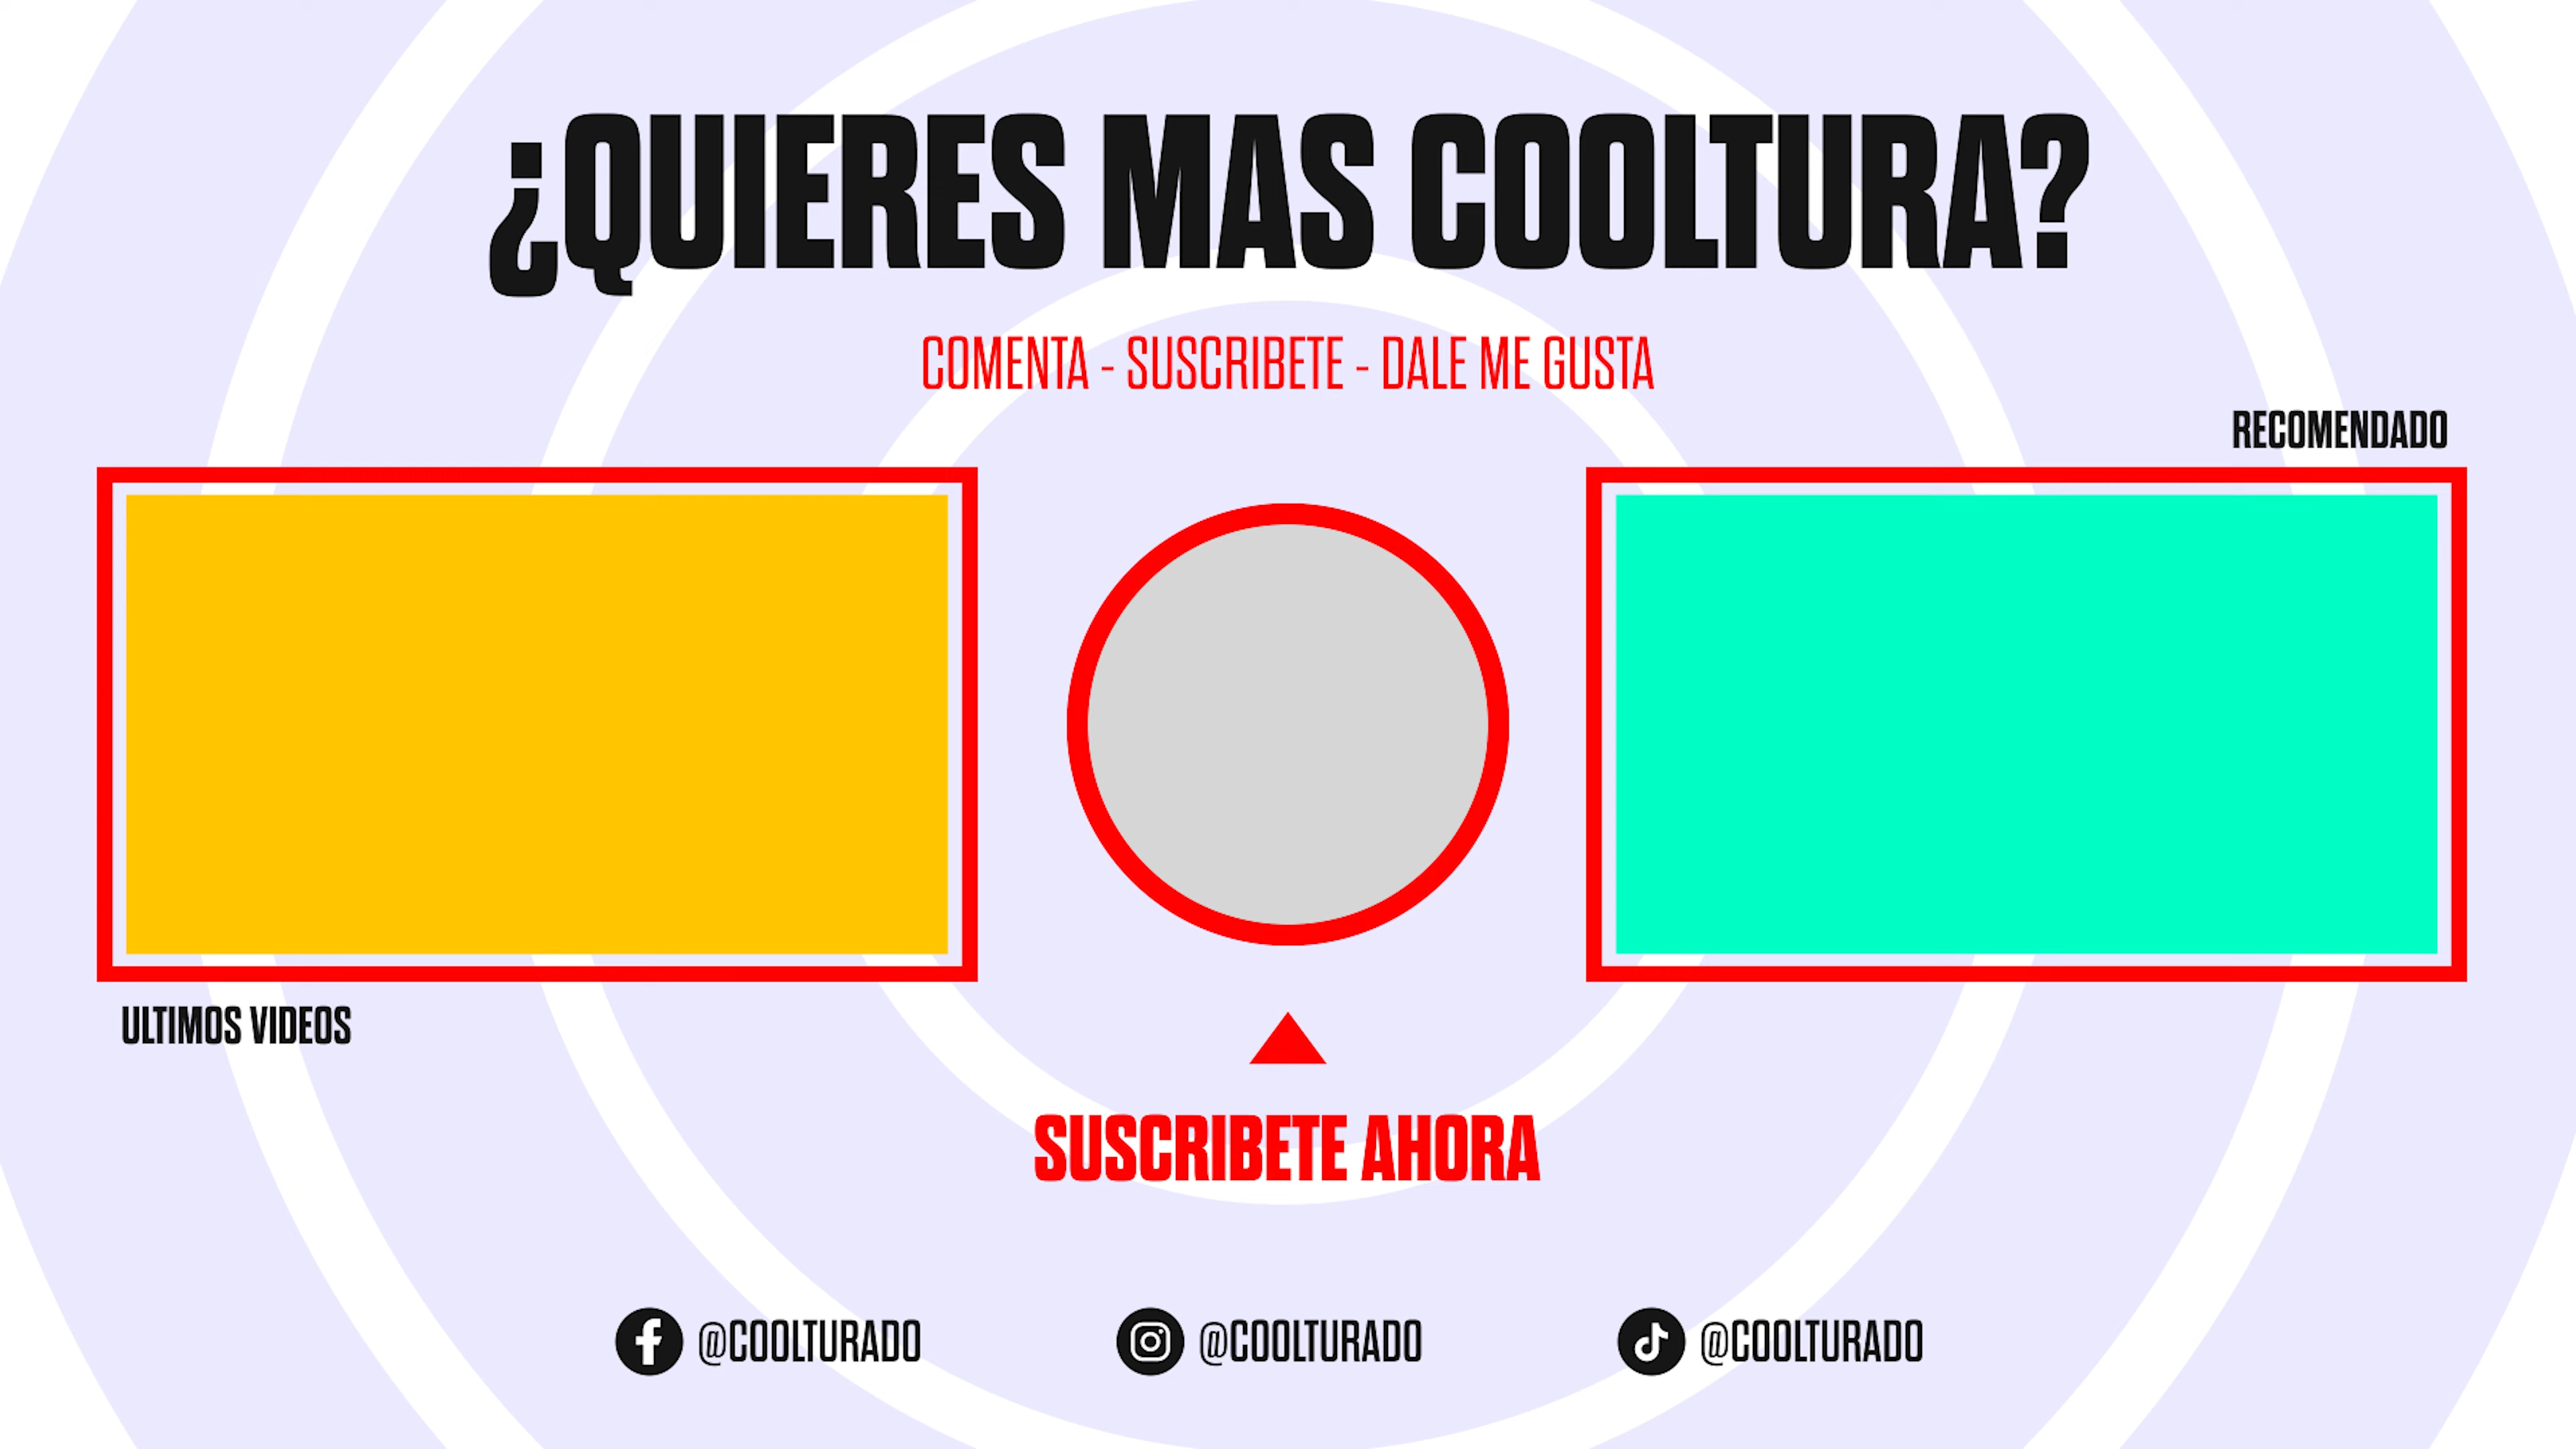 ¿QUIERES MAS COOLTURA?
COMENTA - SUSCRIBETE - DALE ME GUSTA
RECOMENDADO
ULTIMOS VIDEOS
SUSCRIBETE AHORA
@COOLTURADO
@COOLTURADO
@COOLTURADO